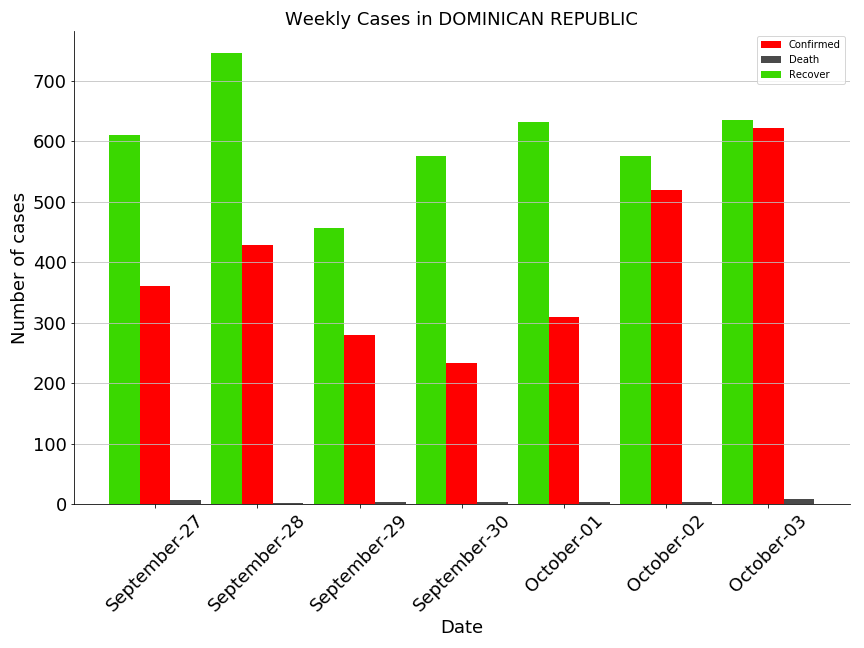 Weekly Cases in DOMINICAN REPUBLIC
Confirmed
Death
Recover
Number of cases
700
600
500
400
300
200
100
0
September-27
September-28
September-29
September-30
October-01
October-02
October-03
Date